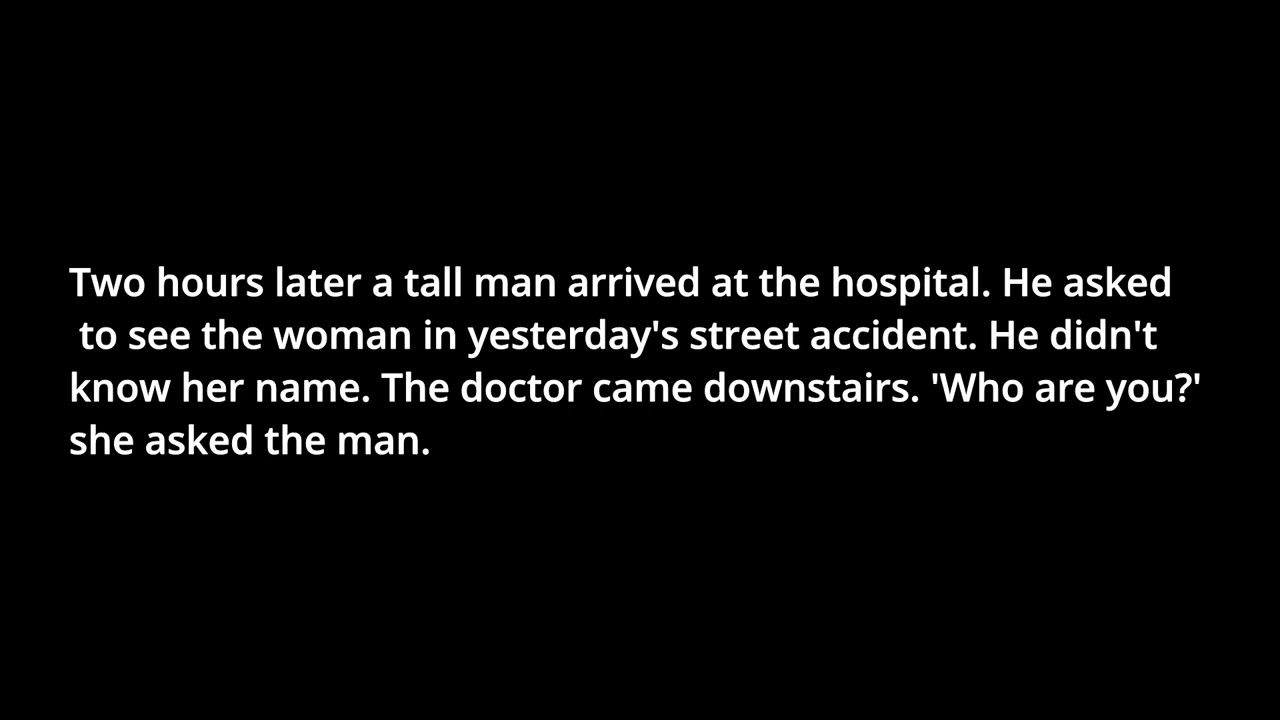 Two hours later a tall man arrived at the hospital. He asked
to see the woman in yesterday's street accident. He didn't
know her name. The doctor came downstairs. 'Who are you?'
she asked the man.